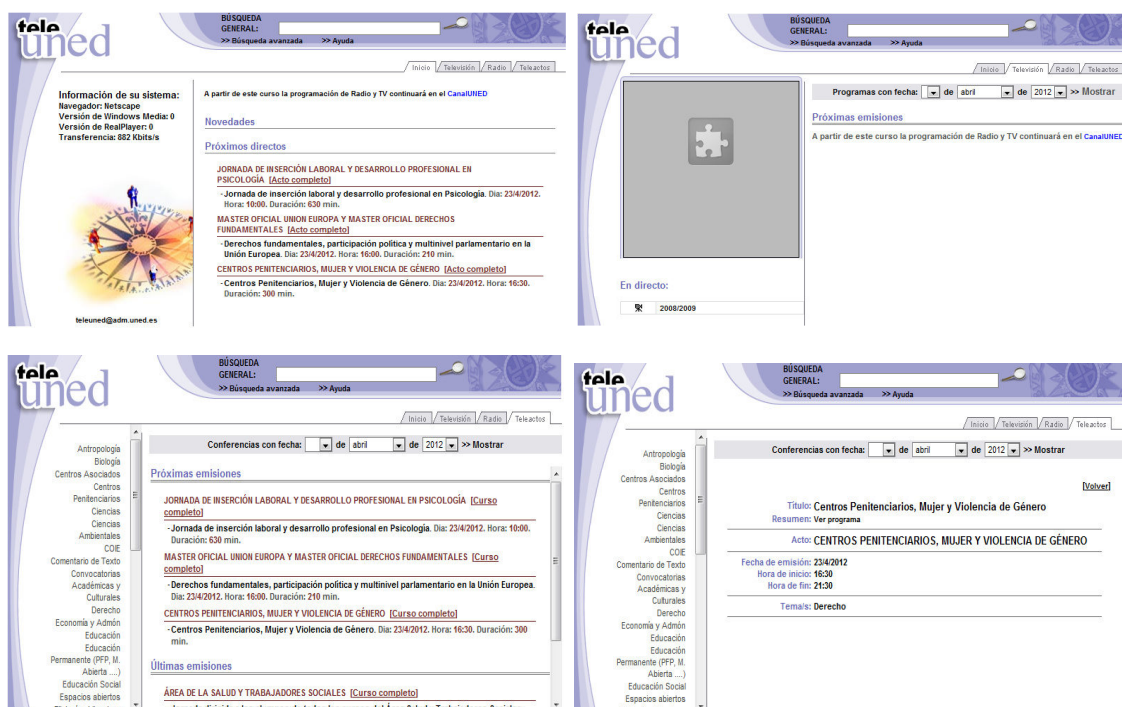 tele
uned
BÚSQUEDA
GENERAL:
>> Búsqueda avanzada >> Ayuda
Inicio Televisión Radio Teleactos
Información de su sistema:
Navegador: Netscape
Versión de Windows Media: 0
Versión de RealPlayer: 0
Transferencia: 882 Kbits/s
teleuned@adm.uned.es
A partir de este curso la programación de Radio y TV continuará en el CanalUNED
Novedades
Próximos directos
JORNADA DE INSERCIÓN LABORAL Y DESARROLLO PROFESIONAL EN
PSICOLOGÍA [Acto completo]
- Jornada de inserción laboral y desarrollo profesional en Psicología. Dia: 23/4/2012.
Hora: 10:00. Duración: 630 min.
MASTER OFICIAL UNION EUROPA Y MASTER OFICIAL DERECHOS
FUNDAMENTALES [Acto completo]
- Derechos fundamentales, participación política y multinivel parlamentario en la
Unión Europea. Dia: 23/4/2012. Hora: 16:00. Duración: 210 min.
CENTROS PENITENCIARIOS, MUJER Y VIOLENCIA DE GÉNERO [Acto completo]
- Centros Penitenciarios, Mujer y Violencia de Género. Dia: 23/4/2012. Hora: 16:30.
Duración: 300 min.
tele
uned
BÚSQUEDA
GENERAL:
>> Búsqueda avanzada >> Ayuda
Inicio Televisión Radio Teleactos
Programas con fecha: de abril de 2012 >> Mostrar
Próximas emisiones
A partir de este curso la programación de Radio y TV continuará en el CanalUNED
En directo:
2008/2009
tele
uned
BÚSQUEDA
GENERAL:
>> Búsqueda avanzada >> Ayuda
Inicio Televisión Radio Teleactos
Antropología
Biología
Centros Asociados
Centros
Penitenciarios
Ciencias
Ciencias
Ambientales
COIE
Comentario de Texto
Convocatorias
Académicas y
Culturales
Derecho
Economía y Admón
Educación
Educación
Permanente (PFP, M.
Abierta ....)
Educación Social
Espacios abiertos
Conferencias con fecha: de abril de 2012 >> Mostrar
Próximas emisiones
JORNADA DE INSERCIÓN LABORAL Y DESARROLLO PROFESIONAL EN PSICOLOGÍA [Curso
completo]
- Jornada de inserción laboral y desarrollo profesional en Psicología. Dia: 23/4/2012. Hora: 10:00.
Duración: 630 min.
MASTER OFICIAL UNION EUROPA Y MASTER OFICIAL DERECHOS FUNDAMENTALES [Curso
completo]
- Derechos fundamentales, participación política y multinivel parlamentario en la Unión Europea.
Dia: 23/4/2012. Hora: 16:00. Duración: 210 min.
CENTROS PENITENCIARIOS, MUJER Y VIOLENCIA DE GÉNERO [Curso completo]
- Centros Penitenciarios, Mujer y Violencia de Género. Dia: 23/4/2012. Hora: 16:30. Duración: 300
min.
Últimas emisiones
ÁREA DE LA SALUD Y TRABAJADORES SOCIALES [Curso completo]
tele
uned
BÚSQUEDA
GENERAL:
>> Búsqueda avanzada >> Ayuda
Inicio Televisión Radio Teleactos
Antropología
Biología
Centros Asociados
Centros
Penitenciarios
Ciencias
Ciencias
Ambientales
COIE
Comentario de Texto
Convocatorias
Académicas y
Culturales
Derecho
Economía y Admón
Educación
Educación
Permanente (PFP, M.
Abierta ....)
Educación Social
Espacios abiertos
Conferencias con fecha: de abril de 2012 >> Mostrar
[Volver]
Título: Centros Penitenciarios, Mujer y Violencia de Género
Resumen: Ver programa
Acto: CENTROS PENITENCIARIOS, MUJER Y VIOLENCIA DE GÉNERO
Fecha de emisión: 23/4/2012
Hora de inicio: 16:30
Hora de fin: 21:30
Tema/s: Derecho